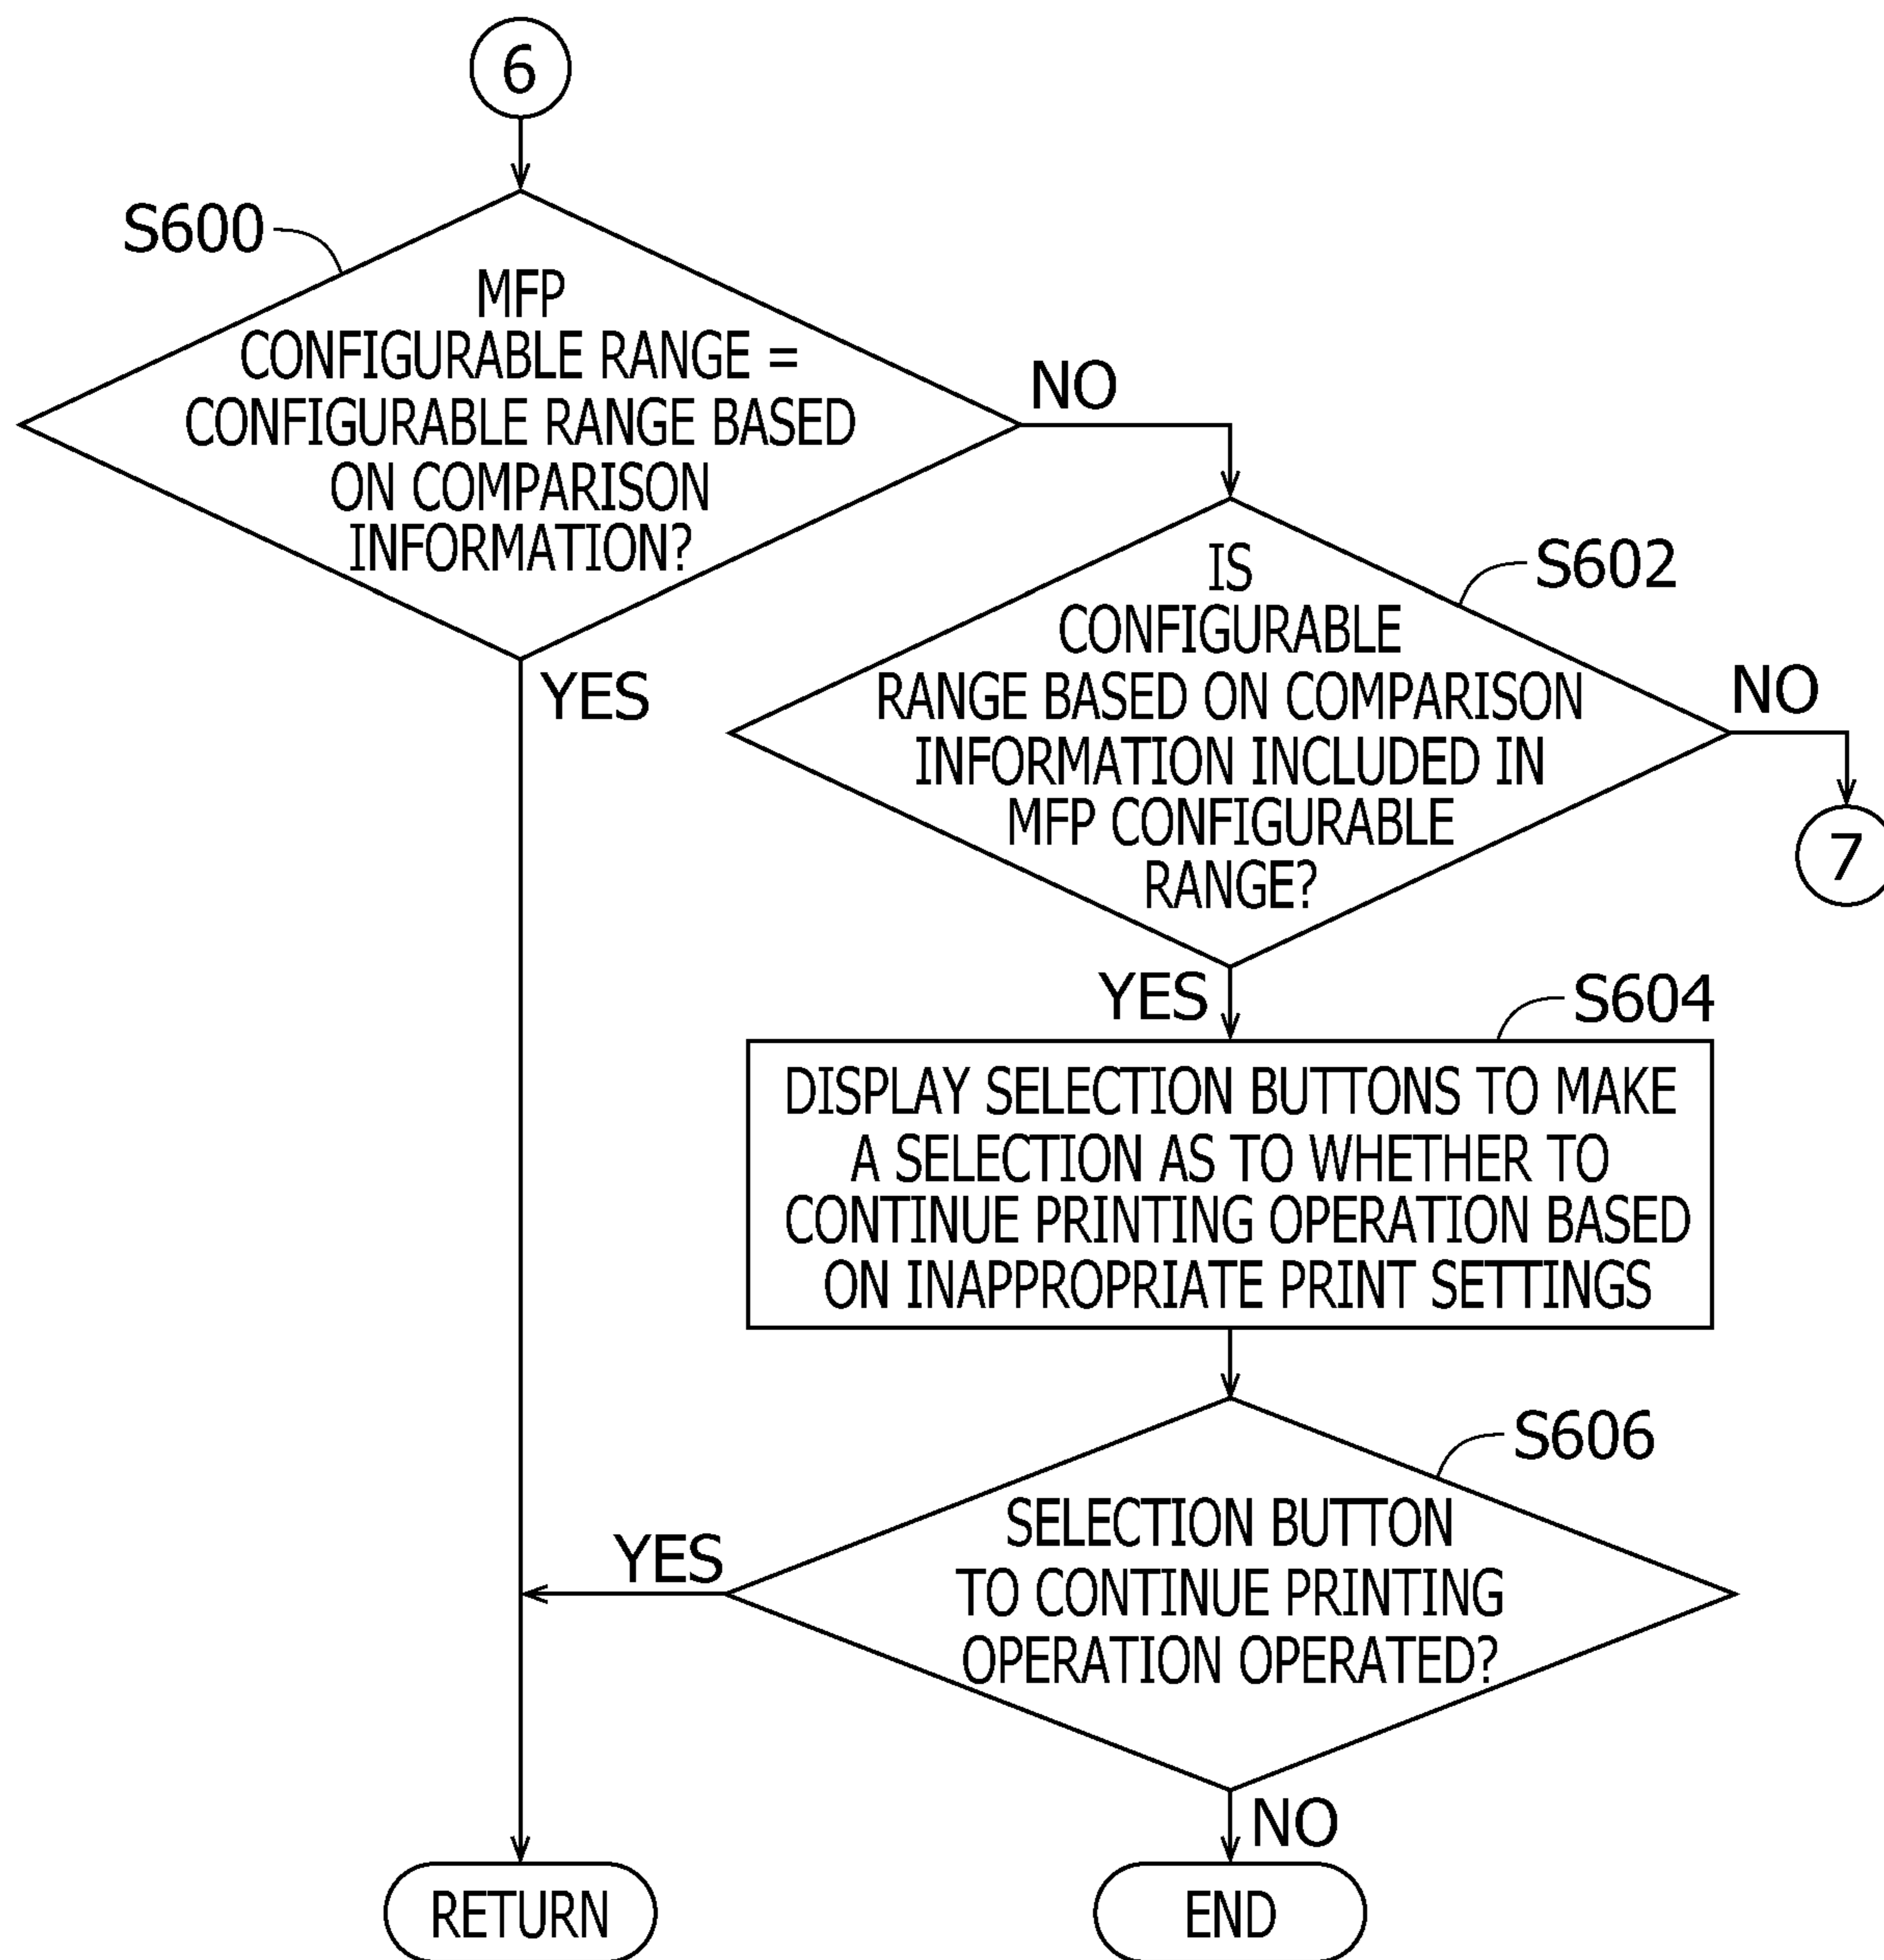 6
S600
MFP
CONFIGURABLE RANGE =
CONFIGURABLE RANGE BASED
ON COMPARISON
INFORMATION?
NO
YES
S602
IS
CONFIGURABLE
RANGE BASED ON COMPARISON
INFORMATION INCLUDED IN
MFP CONFIGURABLE
RANGE?
NO
7
YES
S604
DISPLAY SELECTION BUTTONS TO MAKE
A SELECTION AS TO WHETHER TO
CONTINUE PRINTING OPERATION BASED
ON INAPPROPRIATE PRINT SETTINGS
S606
SELECTION BUTTON
TO CONTINUE PRINTING
OPERATION OPERATED?
YES
NO
RETURN
END